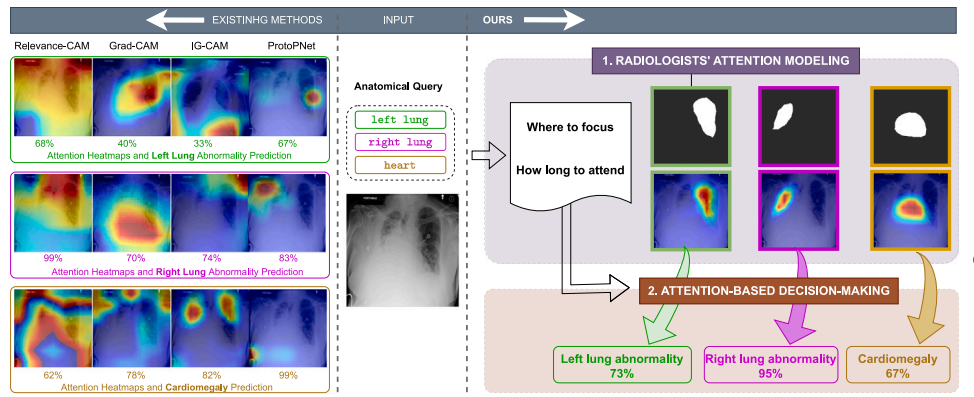 EXISTINHG METHODS
INPUT
OURS
Relevance-CAM
Grad-CAM
IG-CAM
ProtoPNet
68%
40%
33%
67%
Attention Heatmaps and Left Lung Abnormality Prediction
99%
70%
74%
83%
Attention Heatmaps and Right Lung Abnormality Prediction
62%
78%
82%
99%
Attention Heatmaps and Cardiomegaly Prediction
Anatomical Query
left lung
right lung
heart
1. RADIOLOGISTS' ATTENTION MODELING
Where to focus
How long to attend
2. ATTENTION-BASED DECISION-MAKING
Left lung abnormality
73%
Right lung abnormality
95%
Cardiomegaly
67%